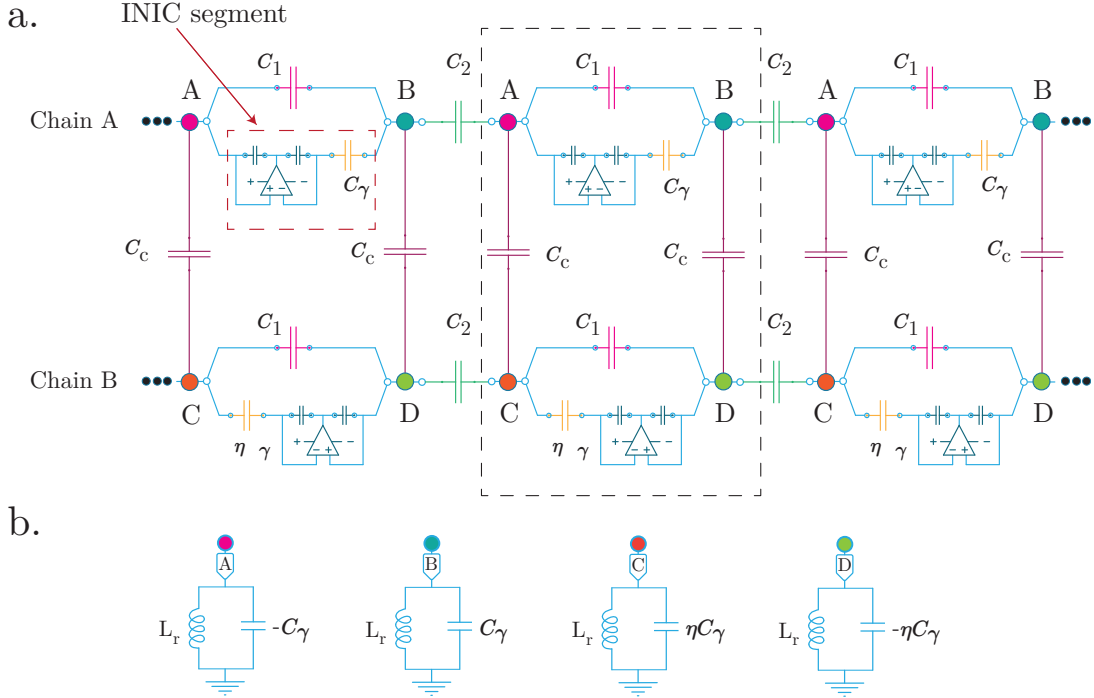 a.
INIC segment
C1 C2 C1 C2 C1
A B A B A B
Chain A
Cγ Cγ Cγ
+ - + - + -
+ - + - + -
Cc Cc Cc Cc Cc Cc
C1 C2 C1 C2 C1
Chain B
C D C D C D
η γ η γ η γ
+ - + - + -
- + - + - +
b.
A B C D
Lr -Cγ Lr Cγ Lr ηCγ Lr -ηCγ